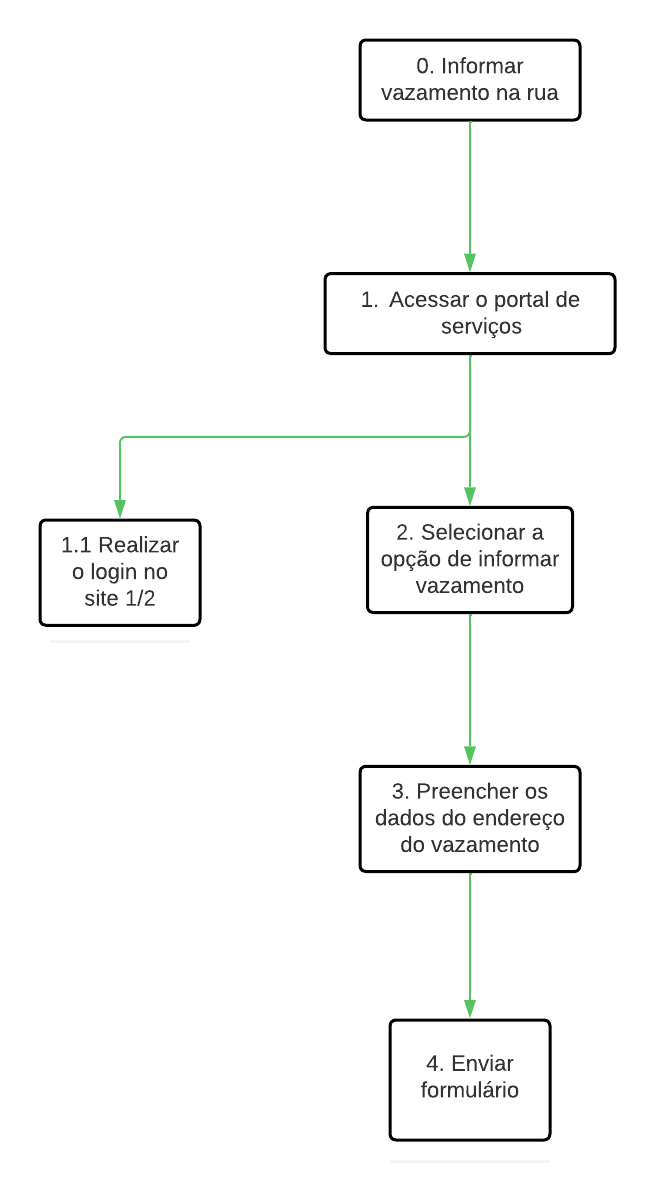 0. Informar
vazamento na rua
1.  Acessar o portal de
serviços
1.1 Realizar
o login no
site 1/2
2. Selecionar a
opção de informar
vazamento
3. Preencher os
dados do endereço
do vazamento
4. Enviar
formulário